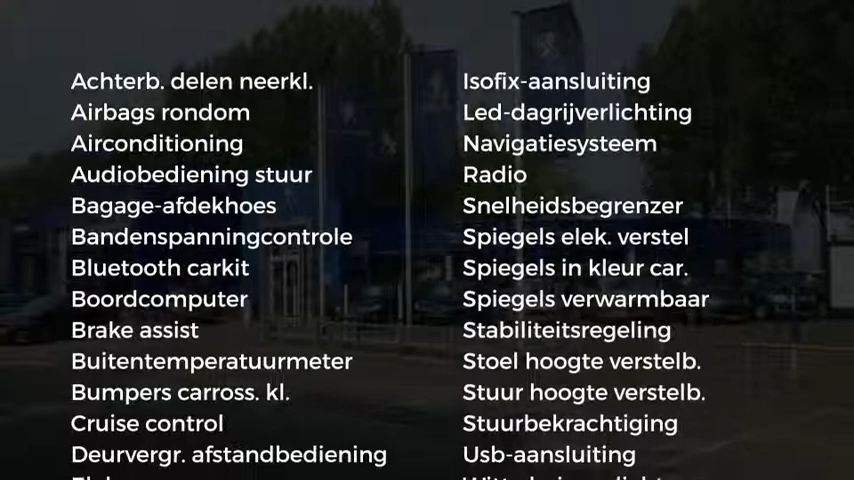 Achterb. delen neerkl.
Airbags rondom
Airconditioning
Audiobediening stuur
Bagage-afdekhoes
Bandenspanningcontrole
Bluetooth carkit
Boordcomputer
Brake assist
Buitentemperatuurmeter
Bumpers carross. kl.
Cruise control
Deurvergr. afstandbediening
Isofix-aansluiting
Led-dagrijverlichting
Navigatiesysteem
Radio
Snelheidsbegrenzer
Spiegels elek. verstel
Spiegels in kleur car.
Spiegels verwarmbaar
Stabiliteitsregeling
Stoel hoogte verstelb.
Stuur hoogte verstelb.
Stuurbekrachtiging
Usb-aansluiting